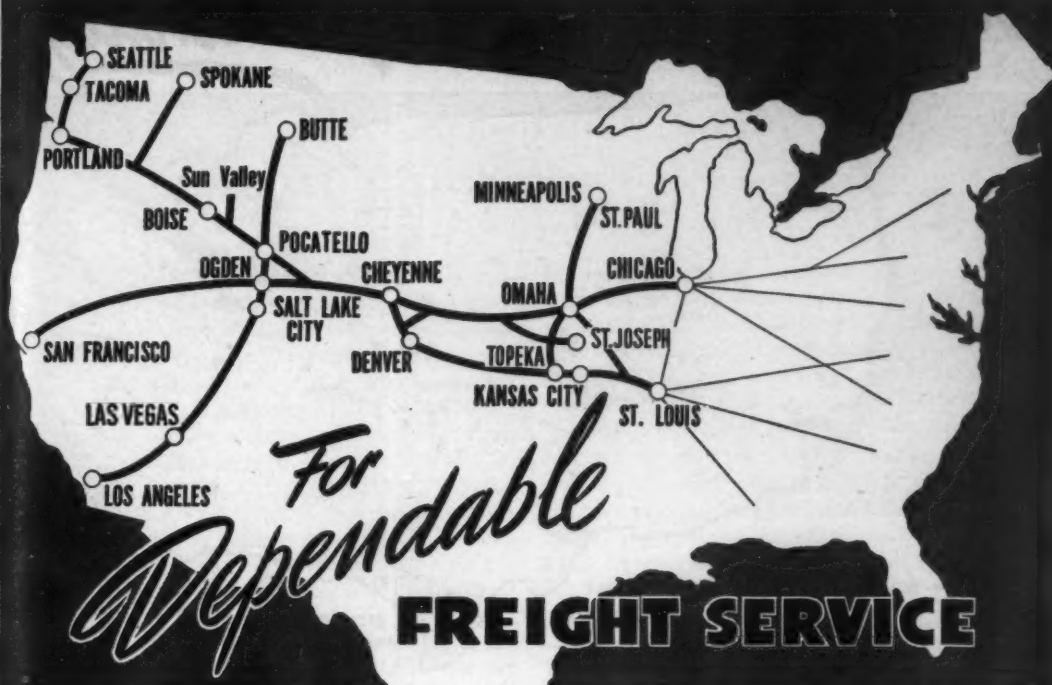 SEATTLE
TACOMA
SPOKANE
BUTTE
PORTLAND
Sun Valley
BOISE
MINNEAPOLIS
ST. PAUL
POCATELLO
OGDEN
CHEYENNE
CHICAGO
OMAHA
SALT LAKE
CITY
SAN FRANCISCO
DENVER
TOPEKA
ST. JOSEPH
KANSAS CITY
ST. LOUIS
LAS VEGAS
LOS ANGELES
For
Dependable
FREIGHT SERVICE